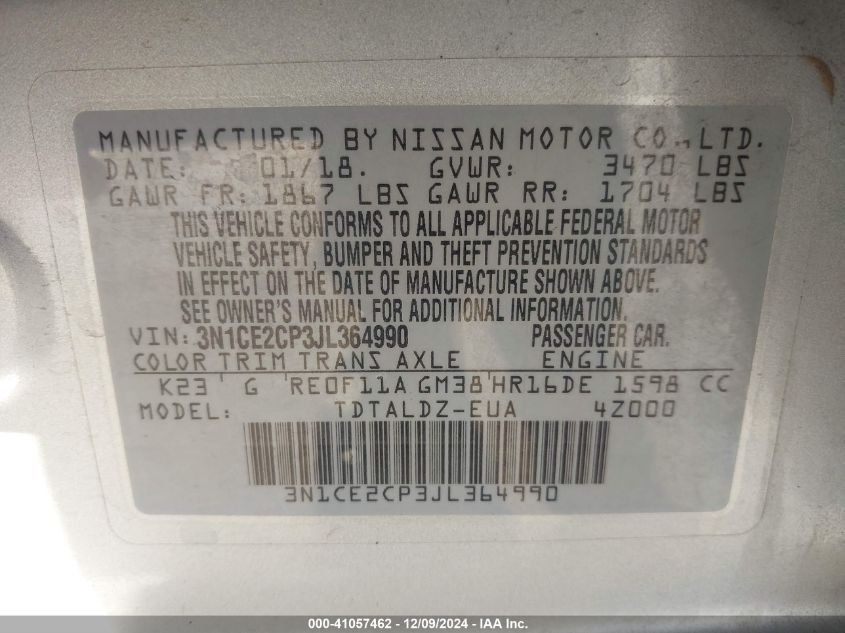 MANUFACTURED BY NISSAN MOTOR CO., LTD.
DATE: 01/18. GVWR: 3470 LBS
GAWR FR: 1867 LBS GAWR RR: 1704 LBS
THIS VEHICLE CONFORMS TO ALL APPLICABLE FEDERAL MOTOR
VEHICLE SAFETY, BUMPER AND THEFT PREVENTION STANDARDS
IN EFFECT ON THE DATE OF MANUFACTURE SHOWN ABOVE.
SEE OWNER'S MANUAL FOR ADDITIONAL INFORMATION.
VIN: 3N1CE2CP3JL364990 PASSENGER CAR.
COLOR TRIM TRANS AXLE ENGINE
K23 G RE0F11A GM38 HR16DE 1598 CC
MODEL: TDTALDZ-EUA 4Z000
3N1CE2CP3JL364990
000-41057462 - 12/09/2024 - IAA Inc.